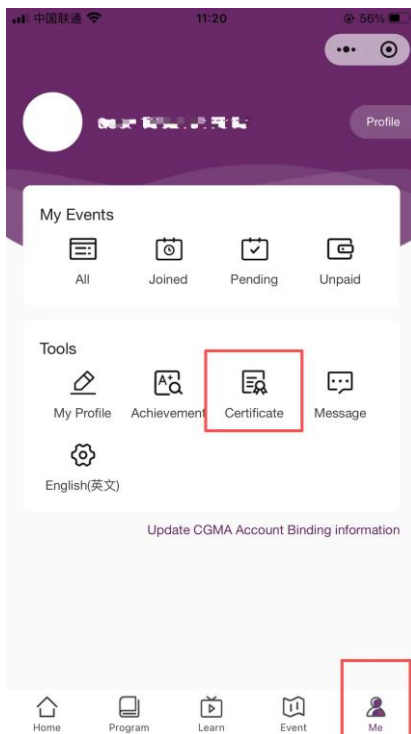 中国联通 11:20 56%
Profile
My Events
All Joined Pending Unpaid
Tools
My Profile Achievement Certificate Message
English(英文)
Update CGMA Account Binding information
Home Program Learn Event Me